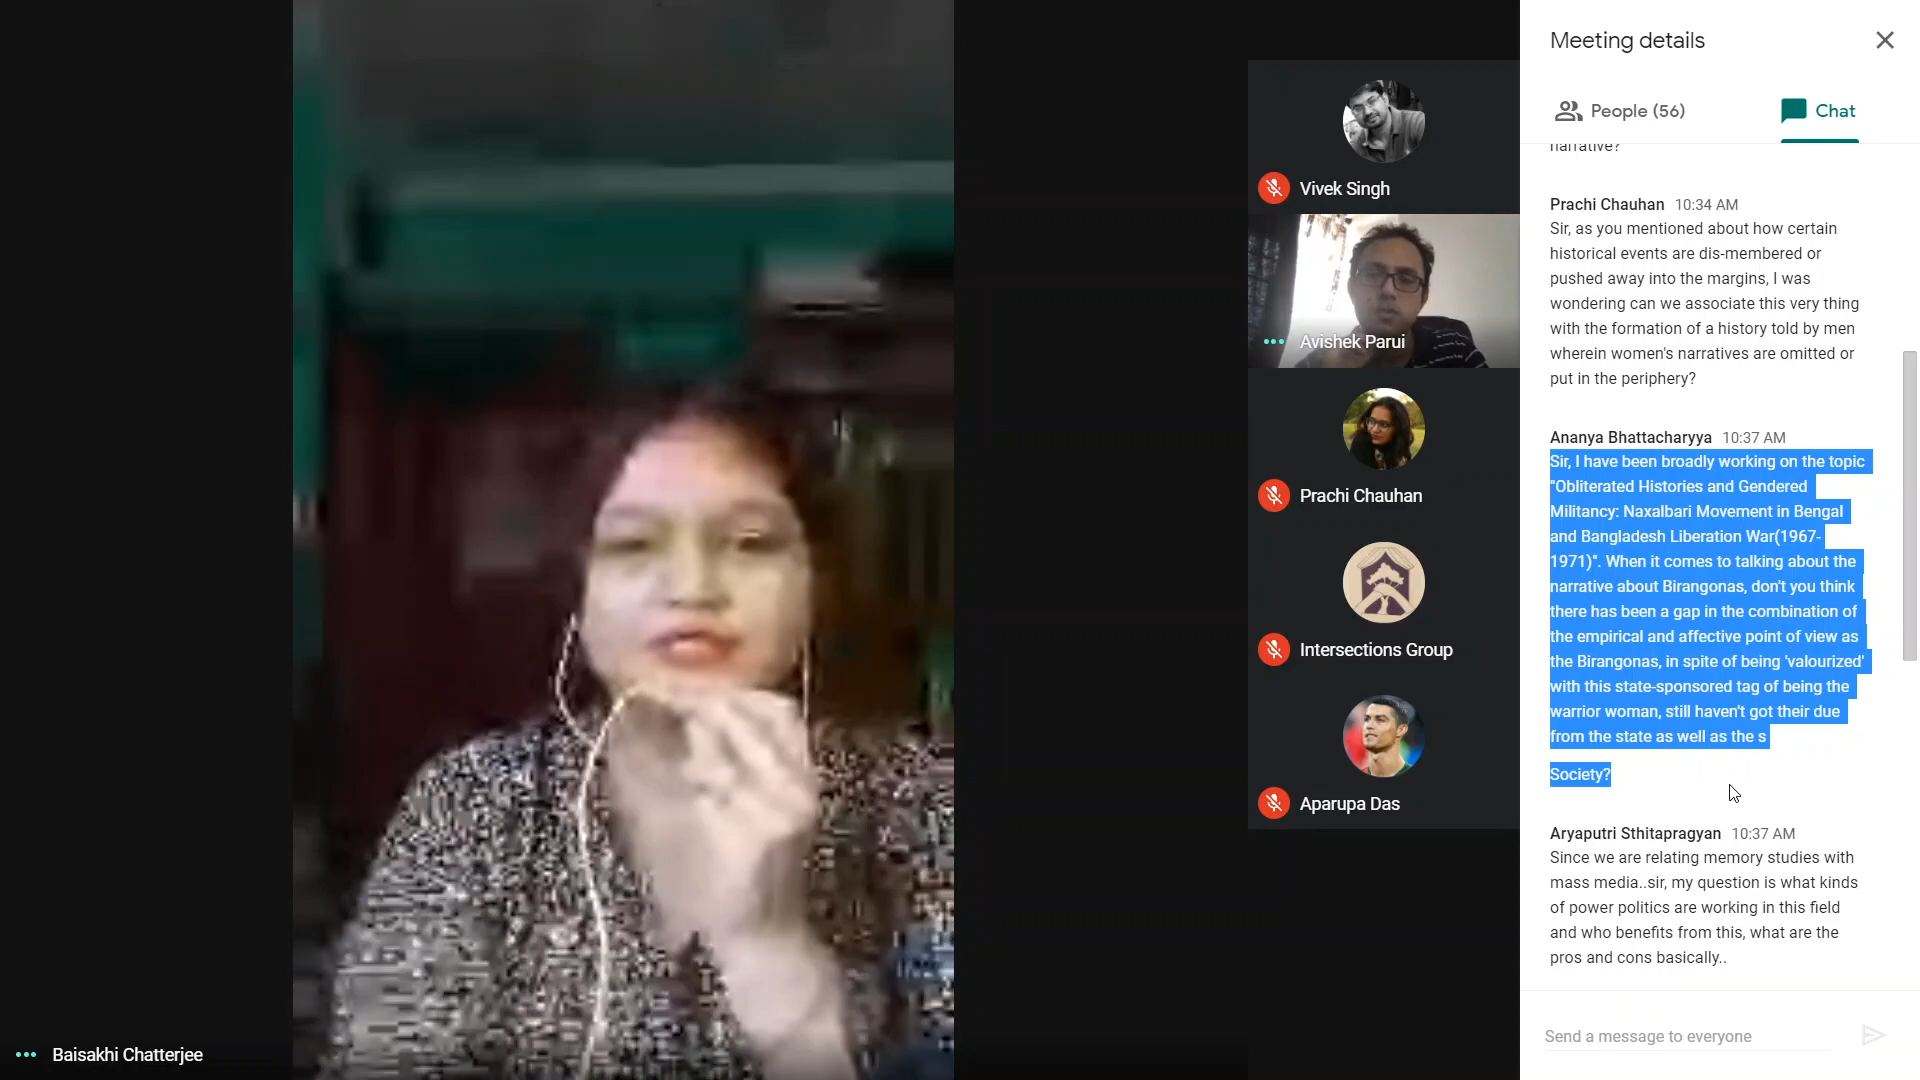 Meeting details
People (56)
Chat
narrative?
Prachi Chauhan 10:34 AM
Sir, as you mentioned about how certain
historical events are dis-membered or
pushed away into the margins, I was
wondering can we associate this very thing
with the formation of a history told by men
wherein women's narratives are omitted or
put in the periphery?
Ananya Bhattacharyya 10:37 AM
Sir, I have been broadly working on the topic
"Obliterated Histories and Gendered
Militancy: Naxalbari Movement in Bengal
and Bangladesh Liberation War(1967-
1971)". When it comes to talking about the
narrative about Birangonas, don't you think
there has been a gap in the combination of
the empirical and affective point of view as
the Birangonas, in spite of being 'valourized'
with this state-sponsored tag of being the
warrior woman, still haven't got their due
from the state as well as the s
Society?
Aryaputri Sthitapragyan 10:37 AM
Since we are relating memory studies with
mass media..sir, my question is what kinds
of power politics are working in this field
and who benefits from this, what are the
pros and cons basically..
Send a message to everyone
Vivek Singh
Avishek Parui
Prachi Chauhan
Intersections Group
Aparupa Das
Baisakhi Chatterjee